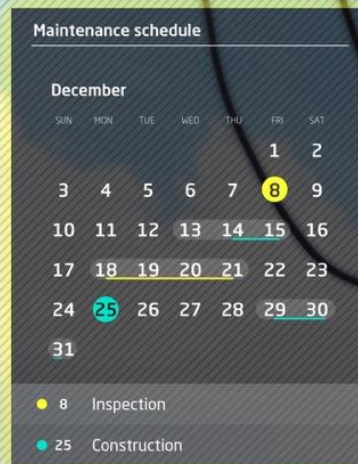 Maintenance schedule
December
SUN MON TUE WED THU FRI SAT
1 2
3 4 5 6 7 8 9
10 11 12 13 14 15 16
17 18 19 20 21 22 23
24 25 26 27 28 29 30
31
8 Inspection
25 Construction